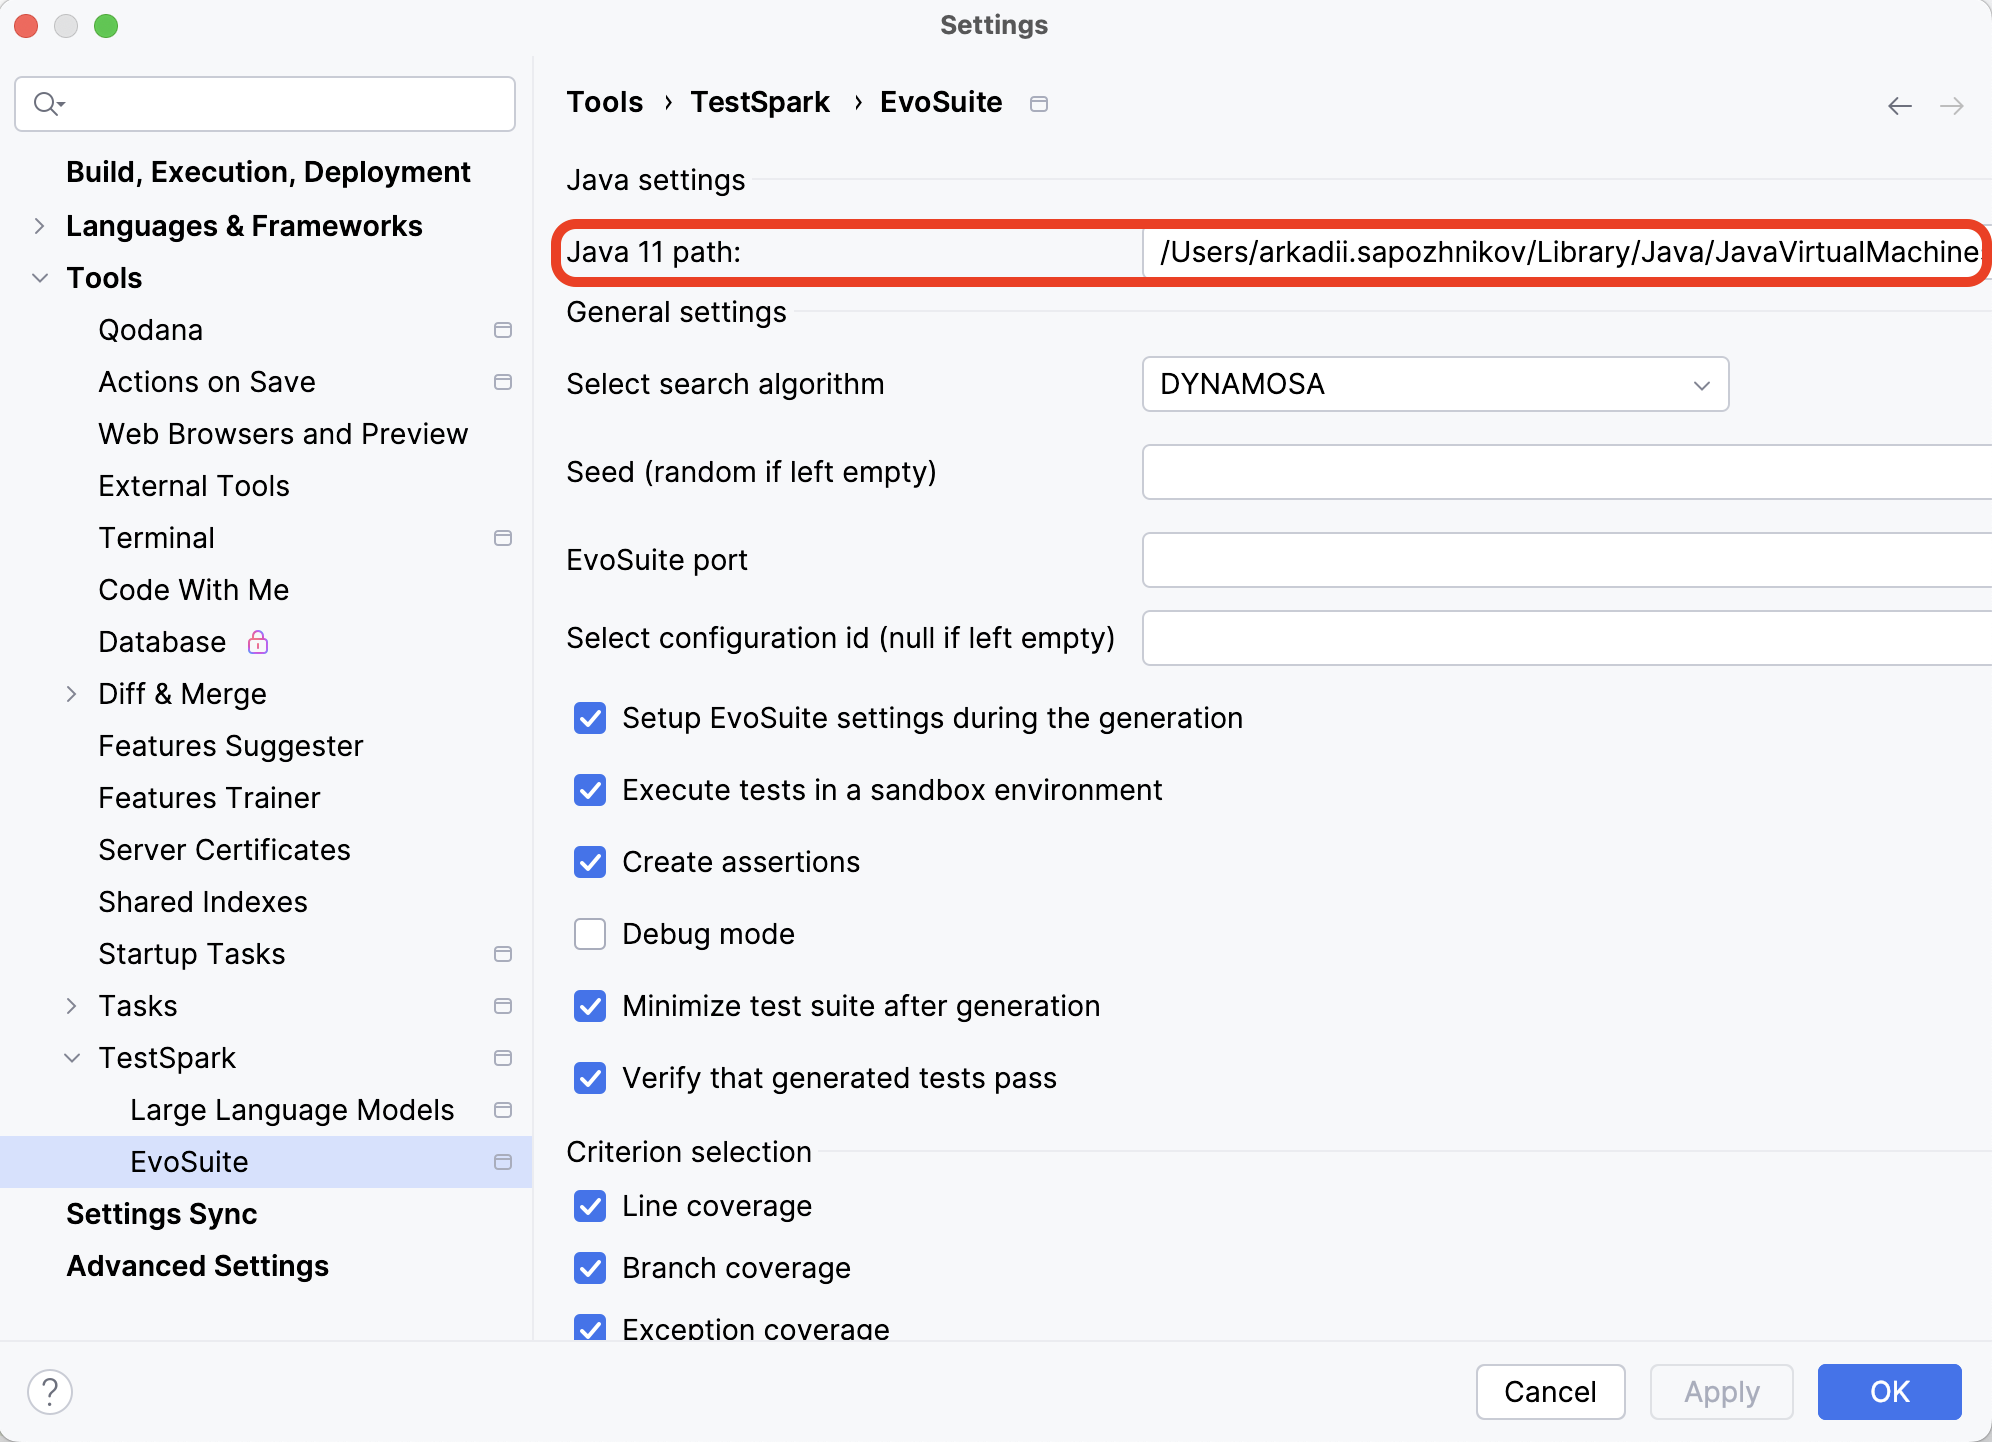 Settings
Build, Execution, Deployment
Languages & Frameworks
Tools
Qodana
Actions on Save
Web Browsers and Preview
External Tools
Terminal
Code With Me
Database
Diff & Merge
Features Suggester
Features Trainer
Server Certificates
Shared Indexes
Startup Tasks
Tasks
TestSpark
Large Language Models
EvoSuite
Settings Sync
Advanced Settings
Tools › TestSpark › EvoSuite
Java settings
Java 11 path: /Users/arkadii.sapozhnikov/Library/Java/JavaVirtualMachine
General settings
Select search algorithm DYNAMOSA
Seed (random if left empty)
EvoSuite port
Select configuration id (null if left empty)
Setup EvoSuite settings during the generation
Execute tests in a sandbox environment
Create assertions
Debug mode
Minimize test suite after generation
Verify that generated tests pass
Criterion selection
Line coverage
Branch coverage
Exception coverage
?
Cancel Apply OK